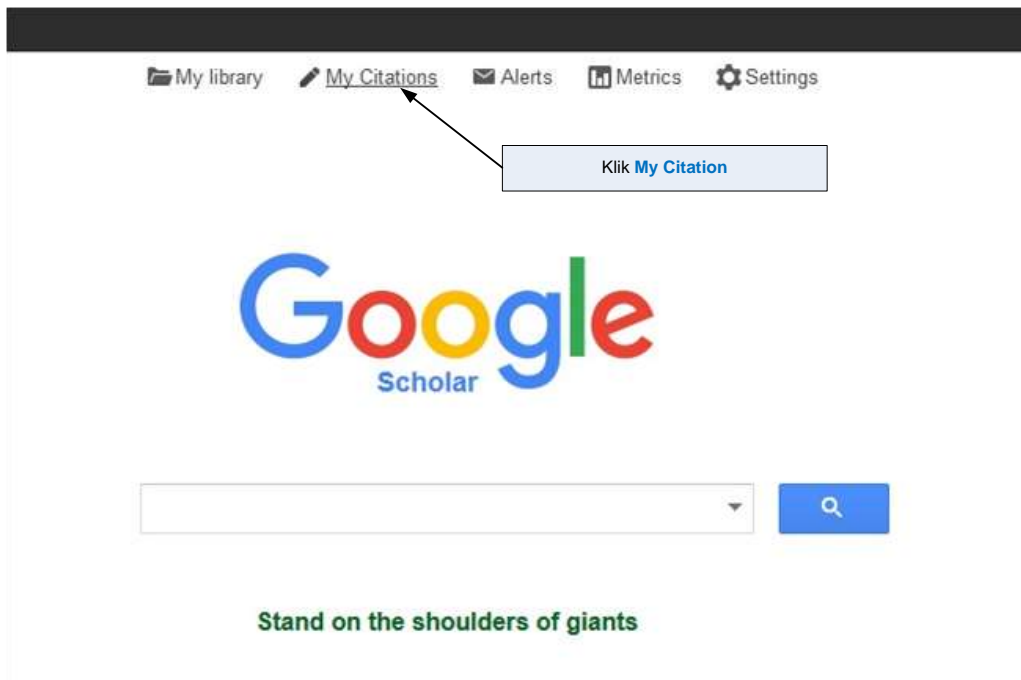 My library My Citations Alerts Metrics Settings
Klik My Citation
Google
Scholar
Stand on the shoulders of giants